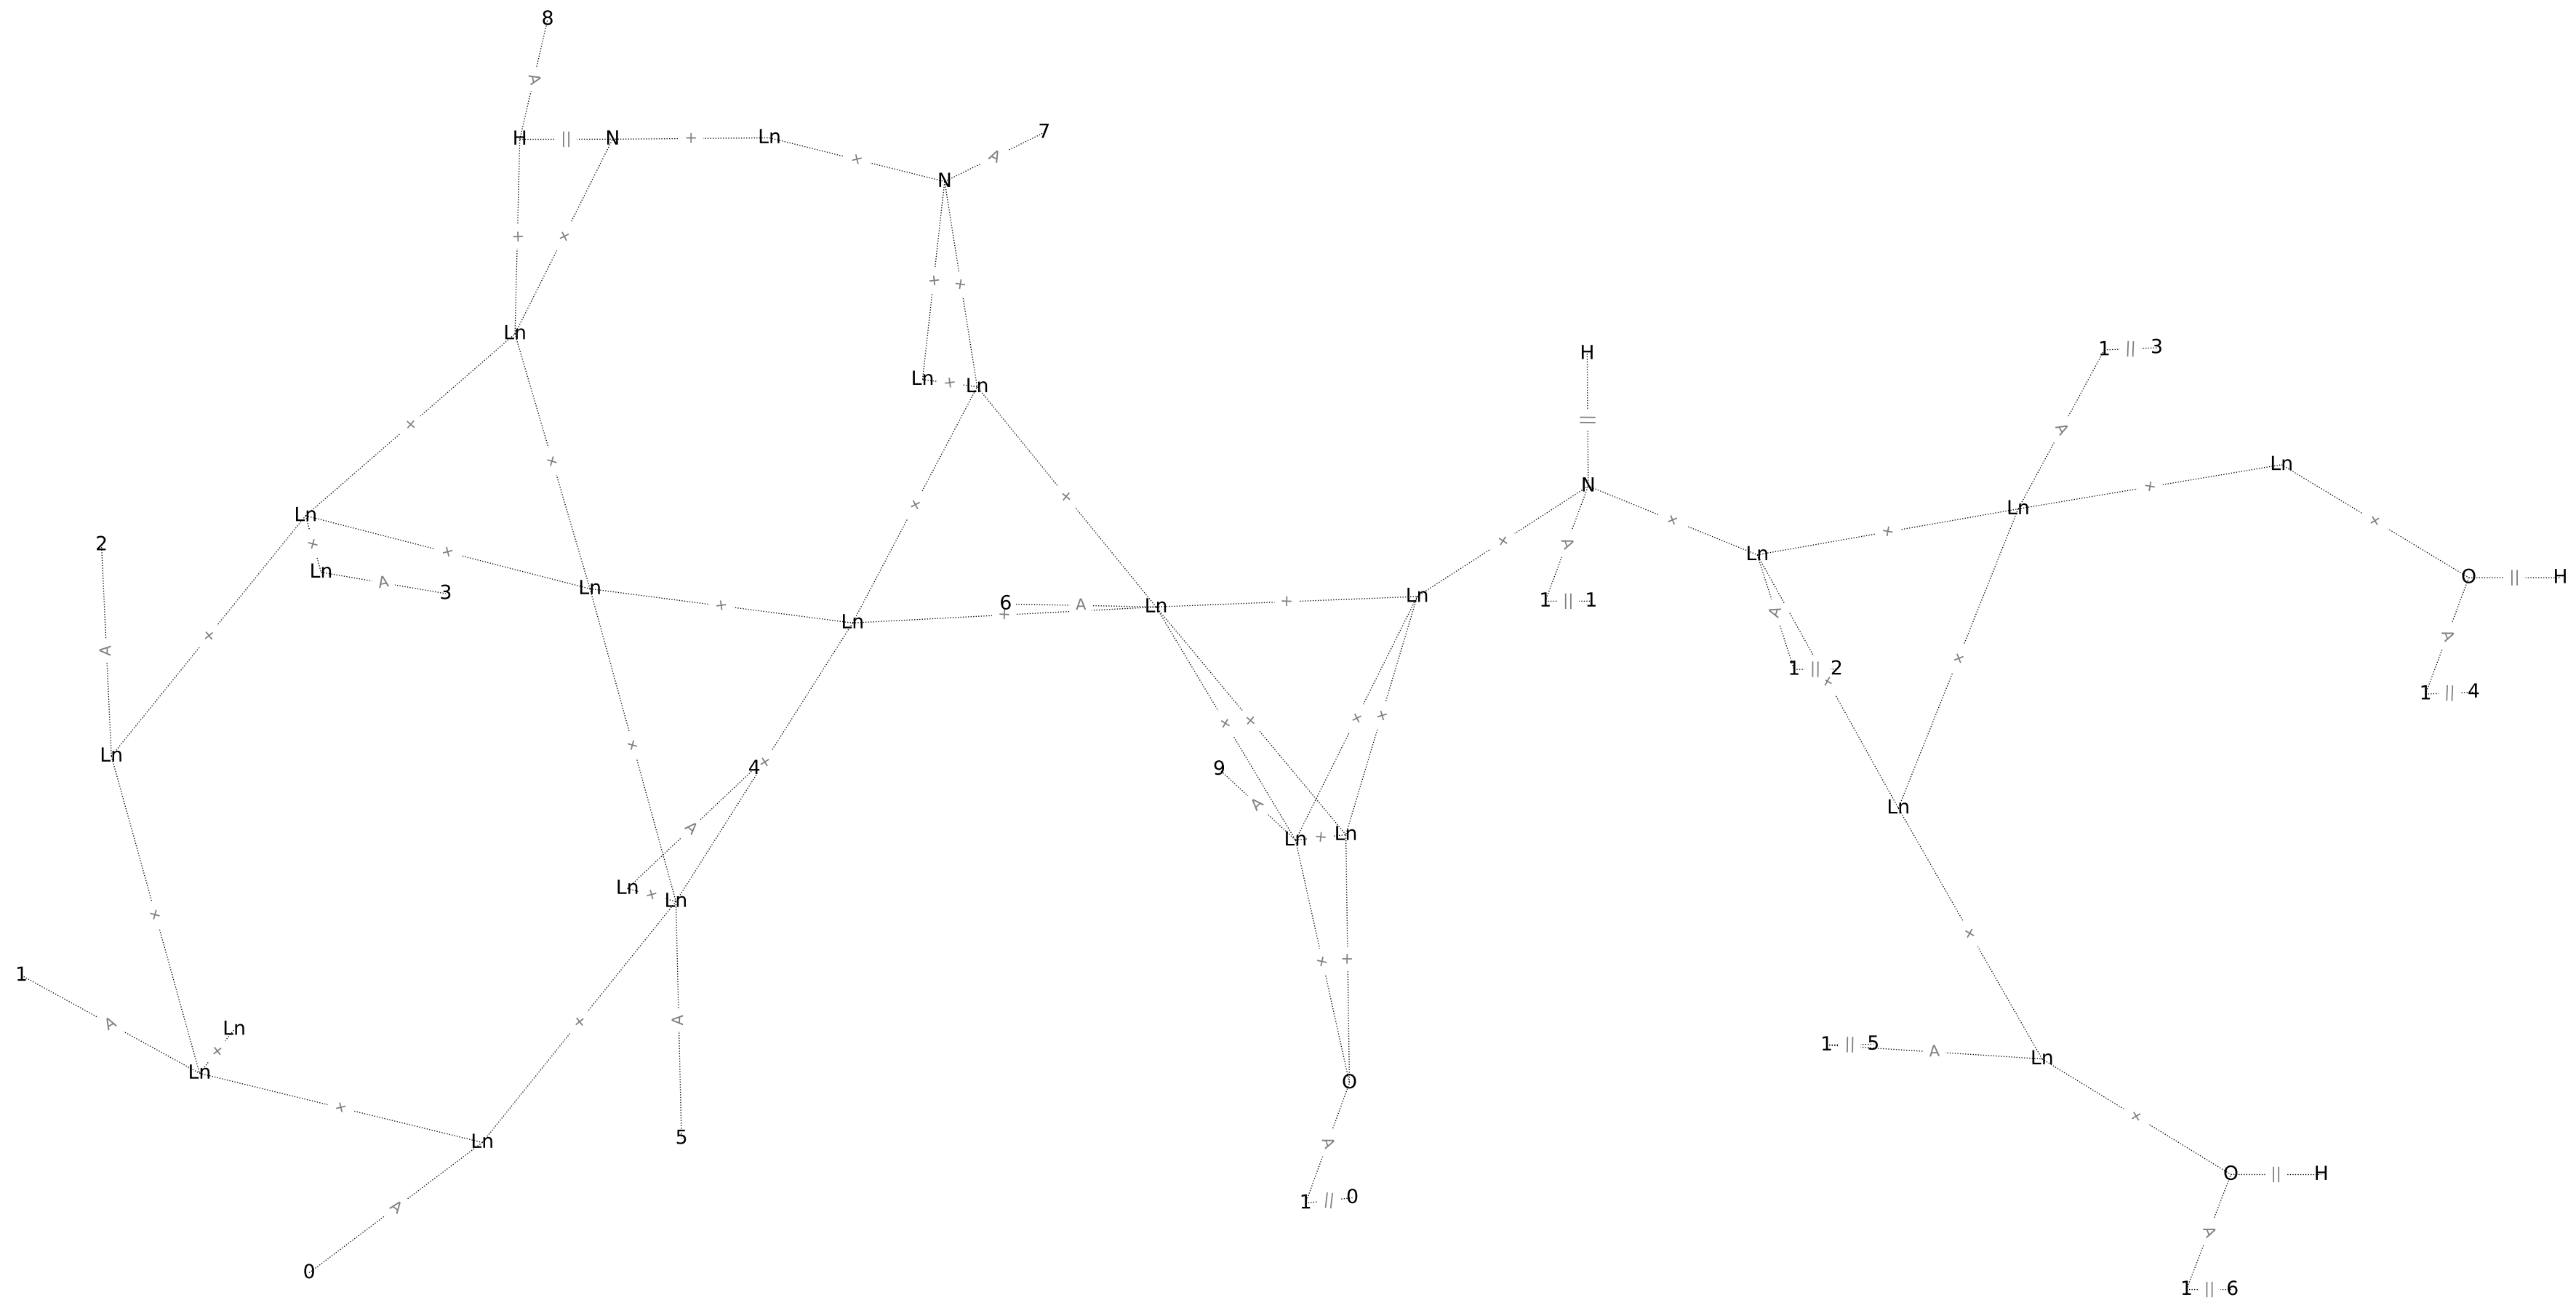 8
H || N + Ln
7
A
N
A
+
+
+
+
+
Ln
Ln + Ln
H
||
1 || 3
N
A
Ln
+
+
+
+
+
A
+
Ln
+
Ln
2
Ln
+
+
Ln
Ln A 3
+
Ln
6 A Ln
+
+
Ln
+
A
1 || 1
Ln
+
O || H
A
A
+
A
1 || 2
+
+
1 || 4
+
+
+
+
+
+
Ln
4
+
9
A
Ln
A
Ln + Ln
Ln + Ln
+
+
+
+
1
A
Ln
+
Ln
+
+
A
1 || 5 A Ln
O
+
+
Ln
5
A
O || H
A
1 || 0
A
0
1 || 6